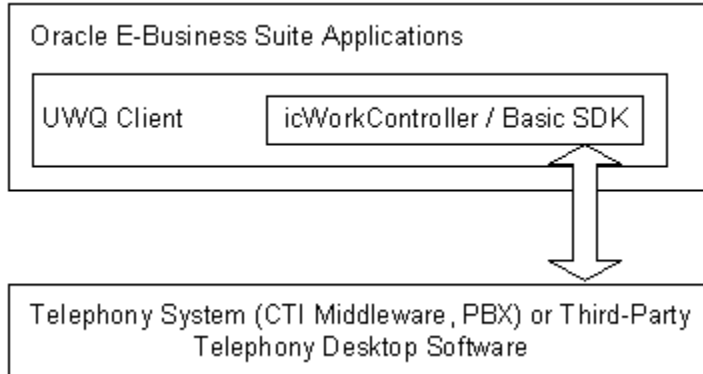 Oracle E-Business Suite Applications
UWQ Client
icWorkController / Basic SDK
Telephony System (CTI Middleware, PBX) or Third-Party
Telephony Desktop Software